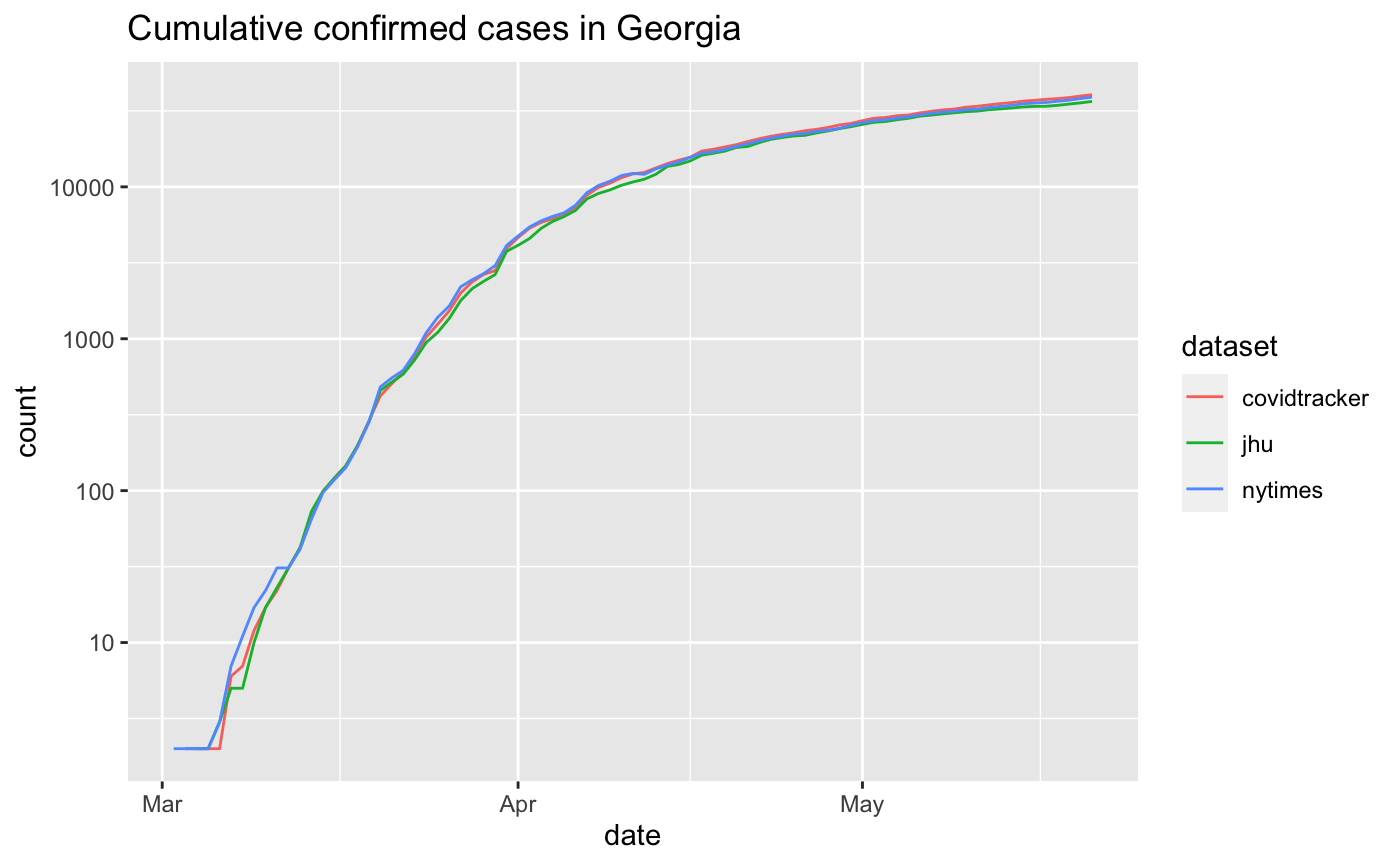 Cumulative confirmed cases in Georgia
10000
1000
100
10
count
Mar
Apr
May
date
dataset
covidtracker
jhu
nytimes